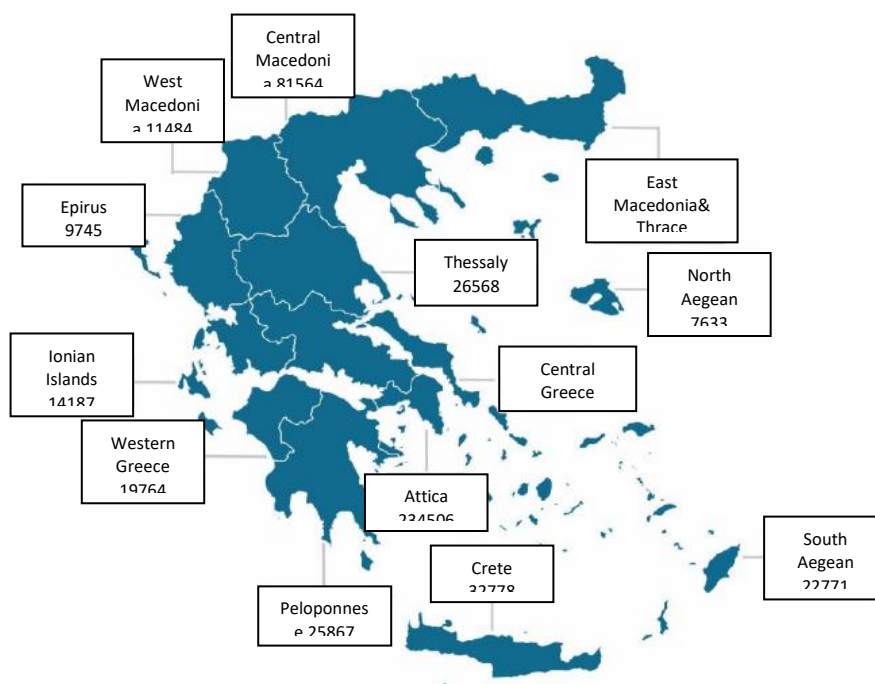 Central
Macedoni
a 81564
West
Macedoni
a 11484
Epirus
9745
East
Macedonia&
Thrace
Thessaly
26568
North
Aegean
7633
Ionian
Islands
14187
Central
Greece
Western
Greece
19764
Attica
234506
South
Aegean
22771
Crete
32778
Peloponnes
e 25867